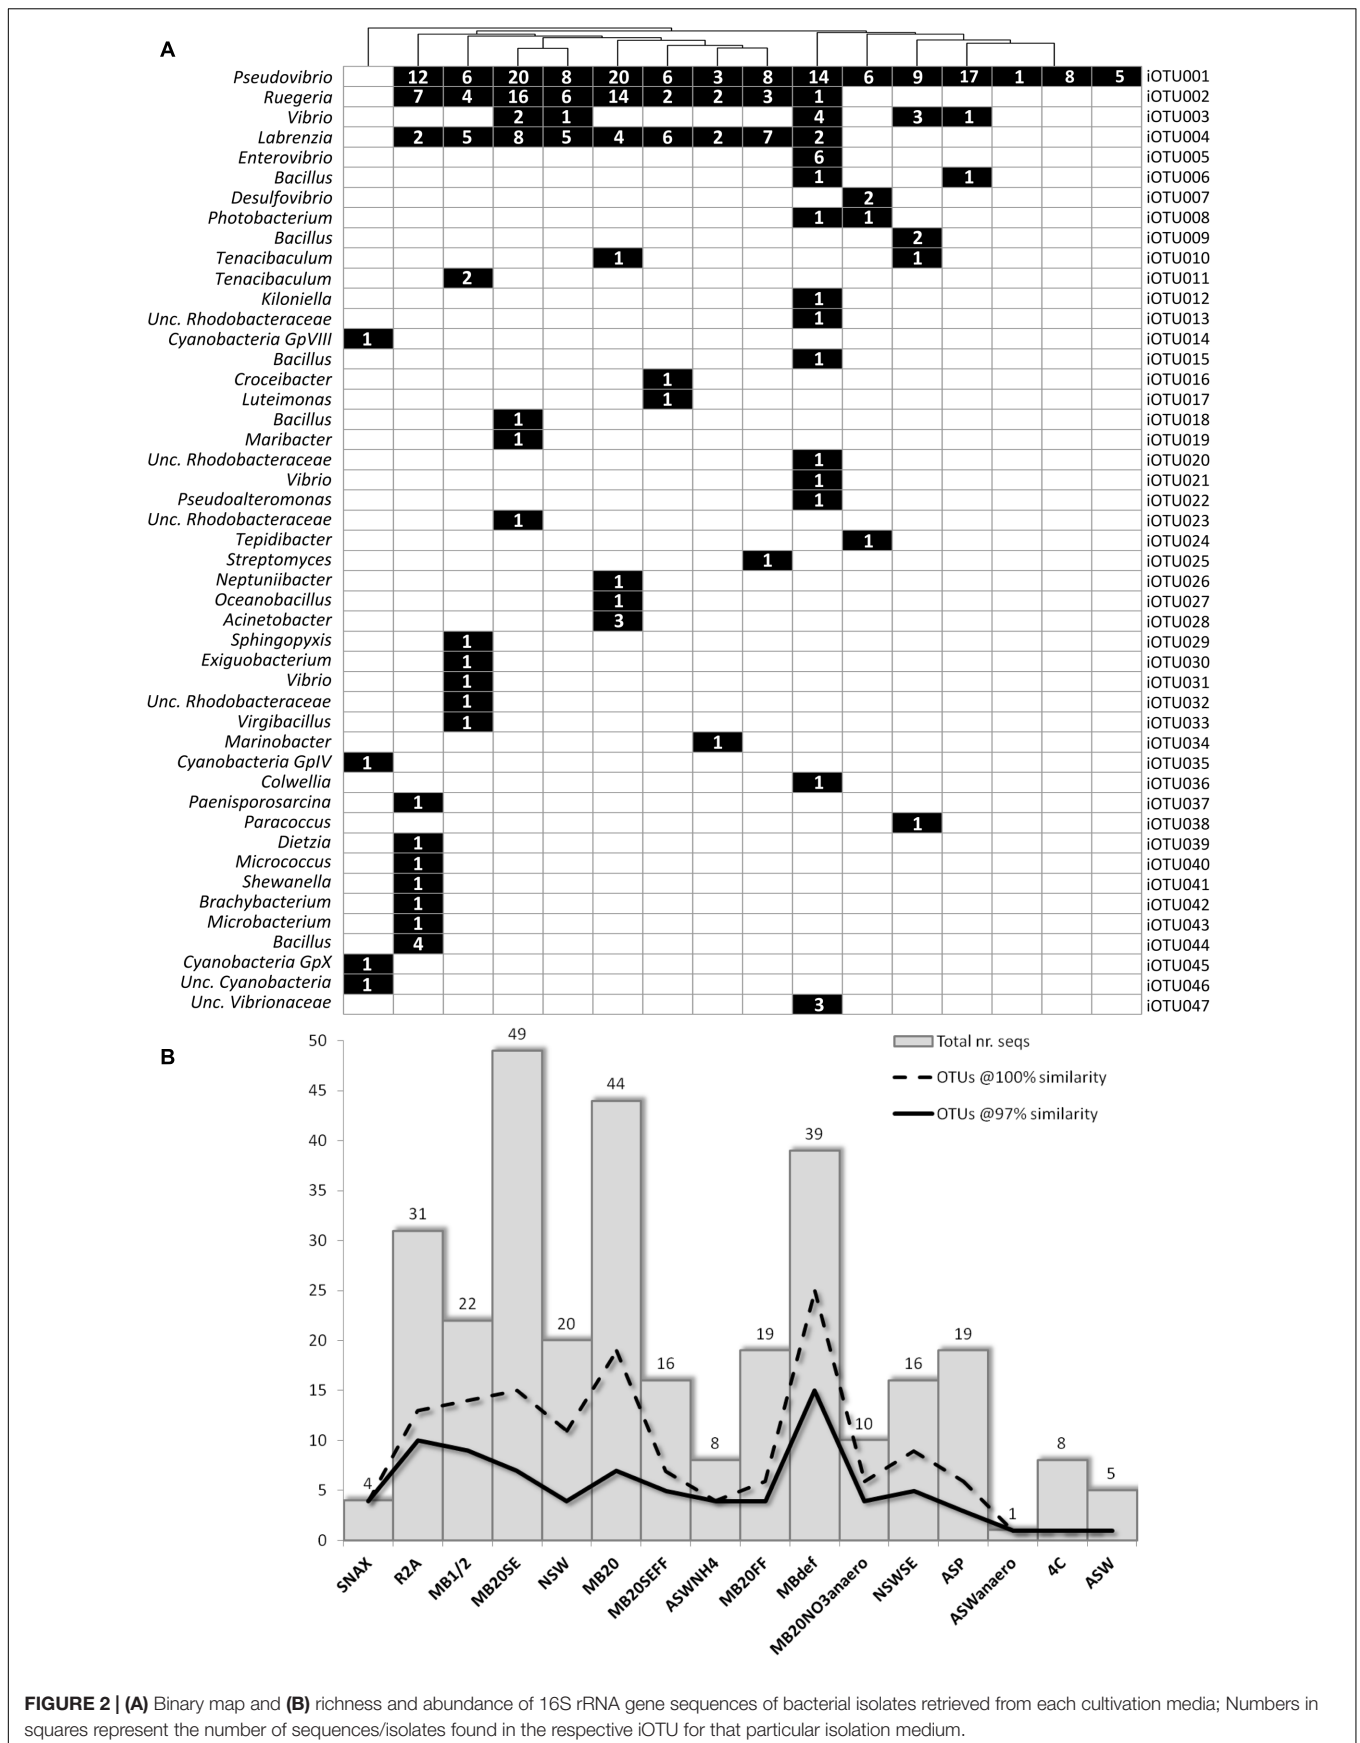 A
Pseudovibrio 12 6 20 8 20 6 3 8 14 6 9 17 1 8 5 iOTU001
Ruegeria 7 4 16 6 14 2 2 3 1 iOTU002
Vibrio 2 1 4 3 1 iOTU003
Labrenzia 2 5 8 5 4 6 2 7 2 iOTU004
Enterovibrio 6 iOTU005
Bacillus 1 1 iOTU006
Desulfovibrio 2 iOTU007
Photobacterium 1 1 iOTU008
Bacillus 2 iOTU009
Tenacibaculum 1 1 iOTU010
Tenacibaculum 2 iOTU011
Kiloniella 1 iOTU012
Unc. Rhodobacteraceae 1 iOTU013
Cyanobacteria GpVIII 1 iOTU014
Bacillus 1 iOTU015
Croceibacter 1 iOTU016
Luteimonas 1 iOTU017
Bacillus 1 iOTU018
Maribacter 1 iOTU019
Unc. Rhodobacteraceae 1 iOTU020
Vibrio 1 iOTU021
Pseudoalteromonas 1 iOTU022
Unc. Rhodobacteraceae 1 iOTU023
Tepidibacter 1 iOTU024
Streptomyces 1 iOTU025
Neptuniibacter 1 iOTU026
Oceanobacillus 1 iOTU027
Acinetobacter 3 iOTU028
Sphingopyxis 1 iOTU029
Exiguobacterium 1 iOTU030
Vibrio 1 iOTU031
Unc. Rhodobacteraceae 1 iOTU032
Virgibacillus 1 iOTU033
Marinobacter 1 iOTU034
Cyanobacteria GpIV 1 iOTU035
Colwellia 1 iOTU036
Paenisporosarcina 1 iOTU037
Paracoccus 1 iOTU038
Dietzia 1 iOTU039
Micrococcus 1 iOTU040
Shewanella 1 iOTU041
Brachybacterium 1 iOTU042
Microbacterium 1 iOTU043
Bacillus 4 iOTU044
Cyanobacteria GpX 1 iOTU045
Unc. Cyanobacteria 1 iOTU046
Unc. Vibrionaceae 3 iOTU047
B
Total nr. seqs
OTUs @100% similarity
OTUs @97% similarity
50
45
40
35
30
25
20
15
10
5
0
4 31 22 49 20 44 16 8 19 39 10 16 19 1 8 5
SNAX R2A MB1/2 MB20SE NSW MB20 MB20SEFF ASWNH4 MB20FF MBdef MB20NO3anaero NSWSE ASP ASWanaero 4C ASW
FIGURE 2 | (A) Binary map and (B) richness and abundance of 16S rRNA gene sequences of bacterial isolates retrieved from each cultivation media; Numbers in
squares represent the number of sequences/isolates found in the respective iOTU for that particular isolation medium.